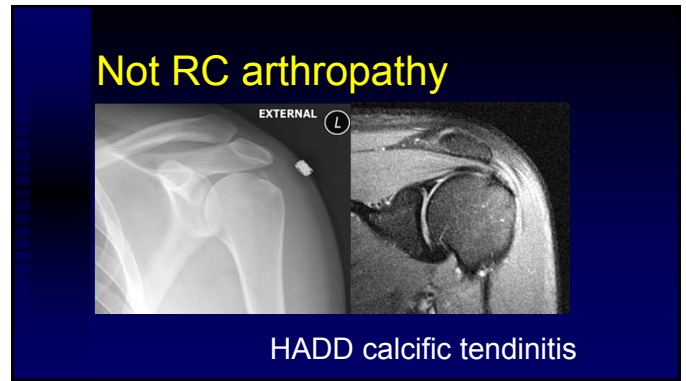 Not RC arthropathy
EXTERNAL
L
HADD calcific tendinitis